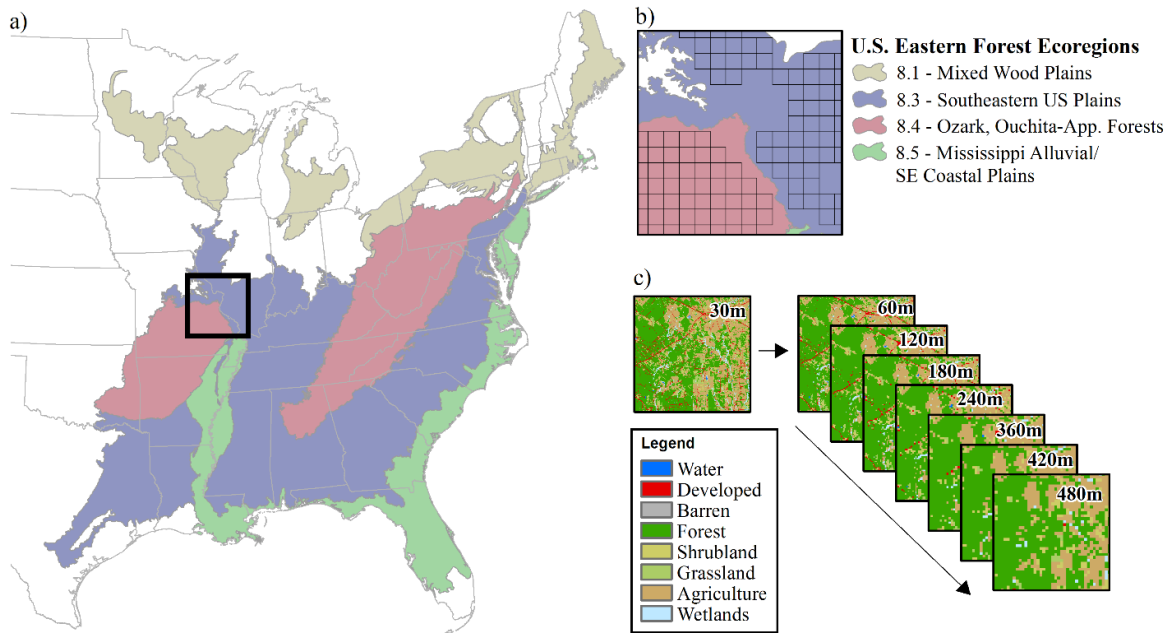 a)
b)
U.S. Eastern Forest Ecoregions
8.1 - Mixed Wood Plains
8.3 - Southeastern US Plains
8.4 - Ozark, Ouchita-App. Forests
8.5 - Mississippi Alluvial/
SE Coastal Plains
c)
30m
60m
120m
180m
240m
360m
420m
480m
Legend
Water
Developed
Barren
Forest
Shrubland
Grassland
Agriculture
Wetlands